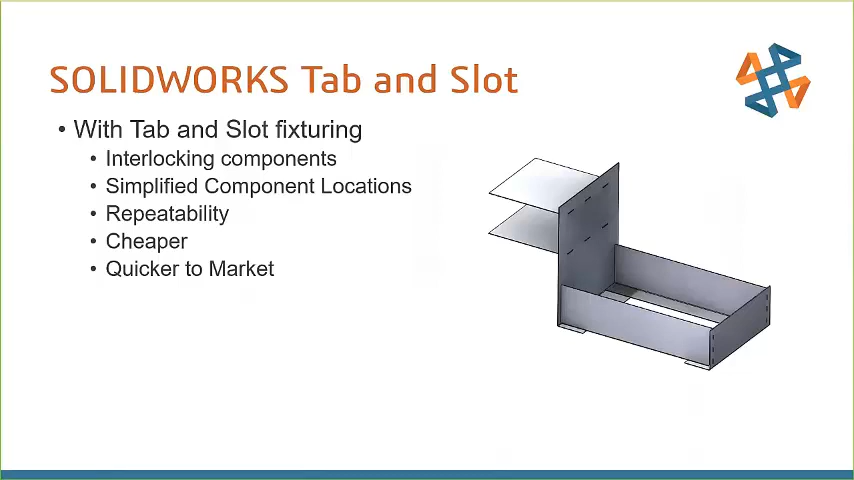 SOLIDWORKS Tab and Slot
• With Tab and Slot fixturing
• Interlocking components
• Simplified Component Locations
• Repeatability
• Cheaper
• Quicker to Market